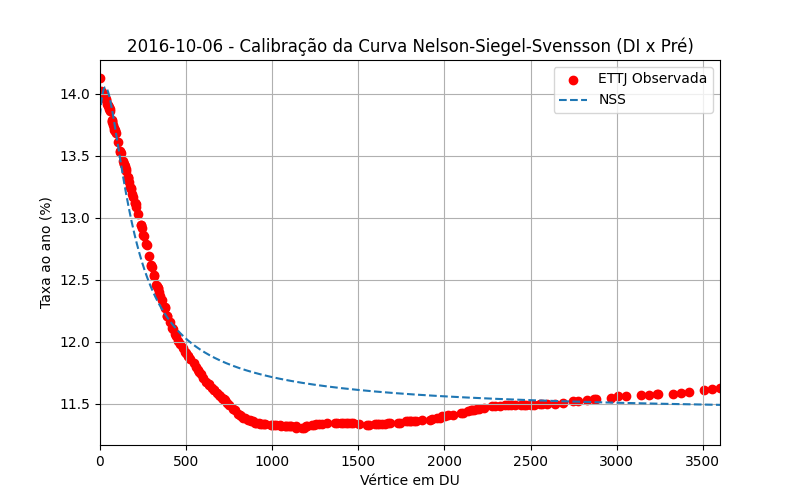 2016-10-06 - Calibração da Curva Nelson-Siegel-Svensson (DI x Pré)
ETTJ Observada
NSS
Taxa ao ano (%)
14.0
13.5
13.0
12.5
12.0
11.5
0 500 1000 1500 2000 2500 3000 3500
Vértice em DU